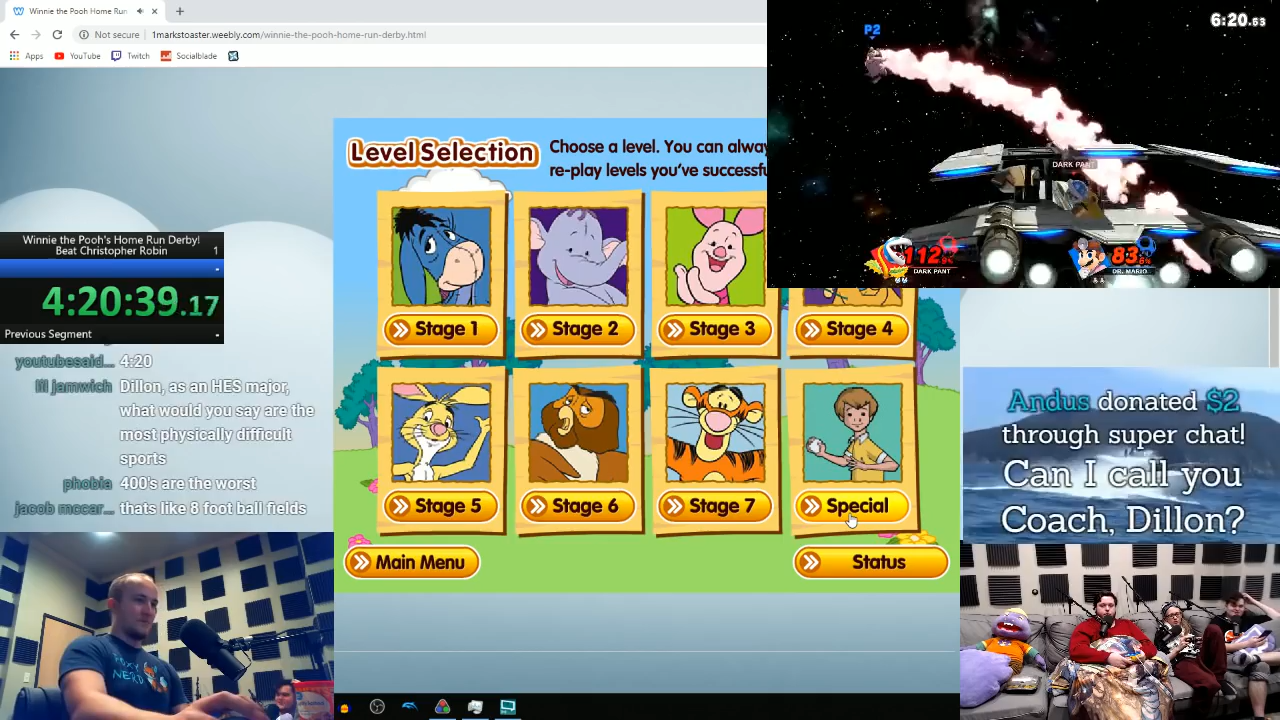 Winnie the Pooh Home Run
Not secure | 1markstoaster.weebly.com/winnie-the-pooh-home-run-derby.html
Apps YouTube Twitch Socialblade
P2
6:20.53
DARK PANT
112
DARK PANT
83
DR. MARIO
Level Selection
Choose a level. You can alway
re-play levels you've successfu
Stage 1
Stage 2
Stage 3
Stage 4
Stage 5
Stage 6
Stage 7
Special
Main Menu
Status
Winnie the Pooh's Home Run Derby!
Beat Christopher Robin 1
-
4:20:39.17
Previous Segment -
youtubesaid... 4:20
lil jamwich Dillon, as an HES major,
what would you say are the
most physically difficult
sports
phobia 400's are the worst
jacob mccar... thats like 8 foot ball fields
Andus donated $2
through super chat!
Can I call you
Coach, Dillon?
NERD